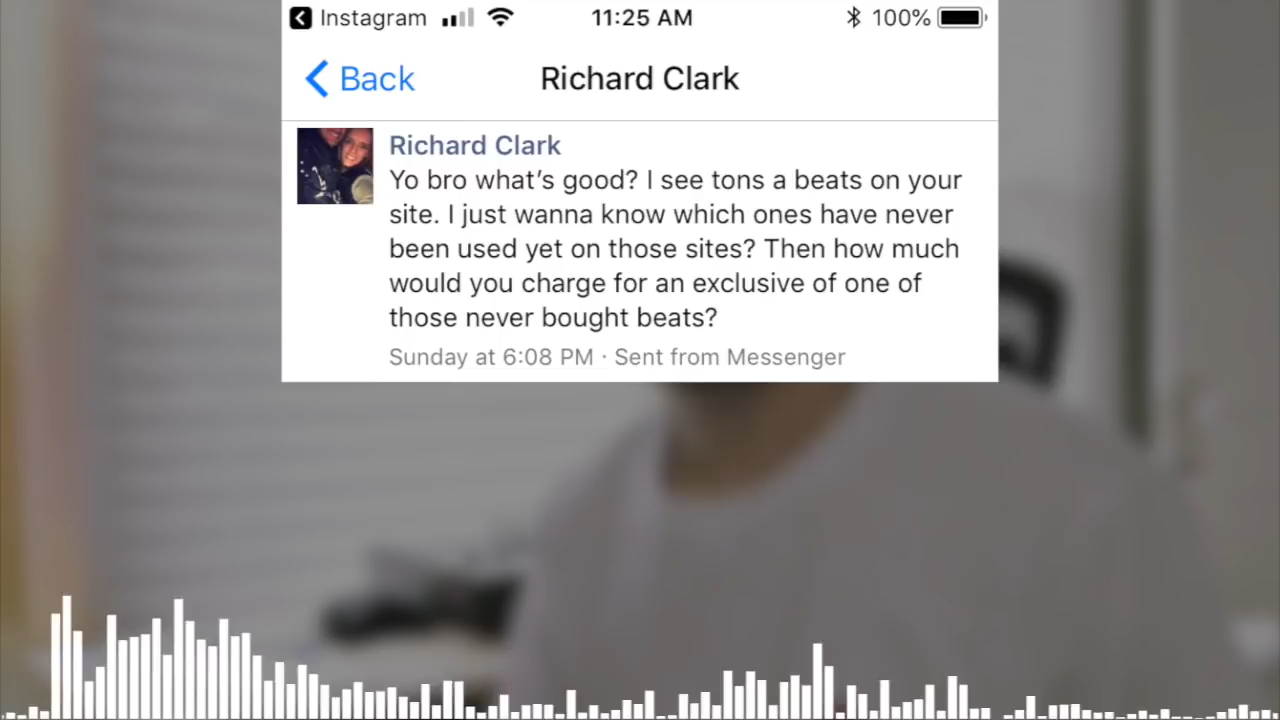 Instagram 11:25 AM 100%
Back Richard Clark
Richard Clark
Yo bro what's good? I see tons a beats on your
site. I just wanna know which ones have never
been used yet on those sites? Then how much
would you charge for an exclusive of one of
those never bought beats?
Sunday at 6:08 PM · Sent from Messenger